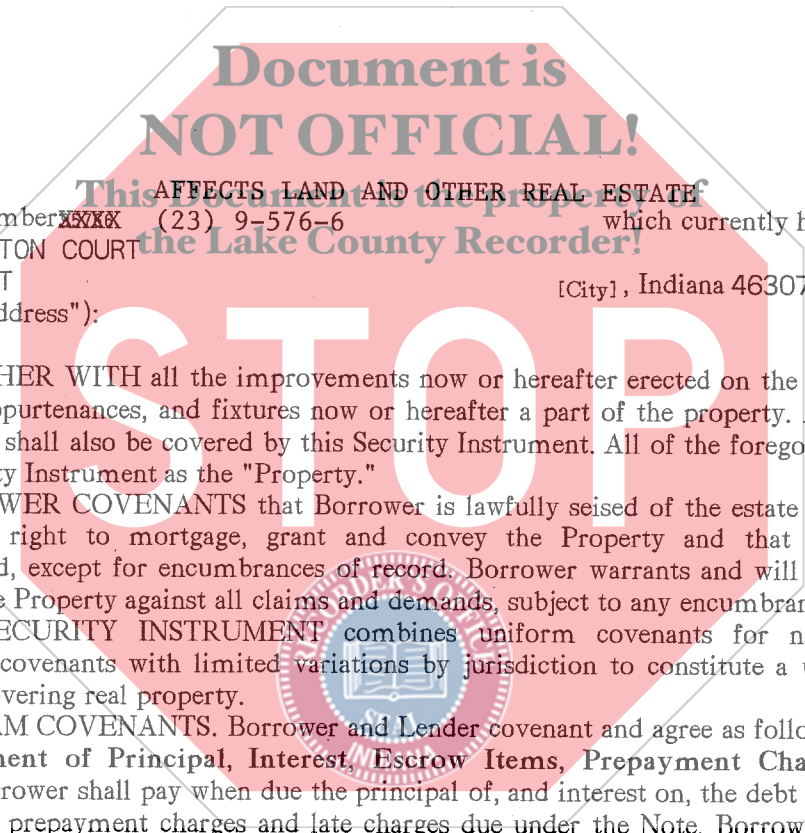 Document is
NOT OFFICIAL!
This Document is the property of
AFFECTS LAND AND OTHER REAL ESTATE
mber (23) 9-576-6 which currently h
the Lake County Recorder!
TON COURT
T [City], Indiana 46307
ddress"):
STOP
HER WITH all the improvements now or hereafter erected on the
purtenances, and fixtures now or hereafter a part of the property.
shall also be covered by this Security Instrument. All of the forego
ty Instrument as the "Property."
WER COVENANTS that Borrower is lawfully seised of the estate
right to mortgage, grant and convey the Property and that
d, except for encumbrances of record. Borrower warrants and will
e Property against all claims and demands, subject to any encumbran
ECURITY INSTRUMENT combines uniform covenants for n
covenants with limited variations by jurisdiction to constitute a u
vering real property.
RM COVENANTS. Borrower and Lender covenant and agree as follo
ment of Principal, Interest, Escrow Items, Prepayment Cha
rower shall pay when due the principal of, and interest on, the debt
prepayment charges and late charges due under the Note. Borrow
SEAL
INDIANA